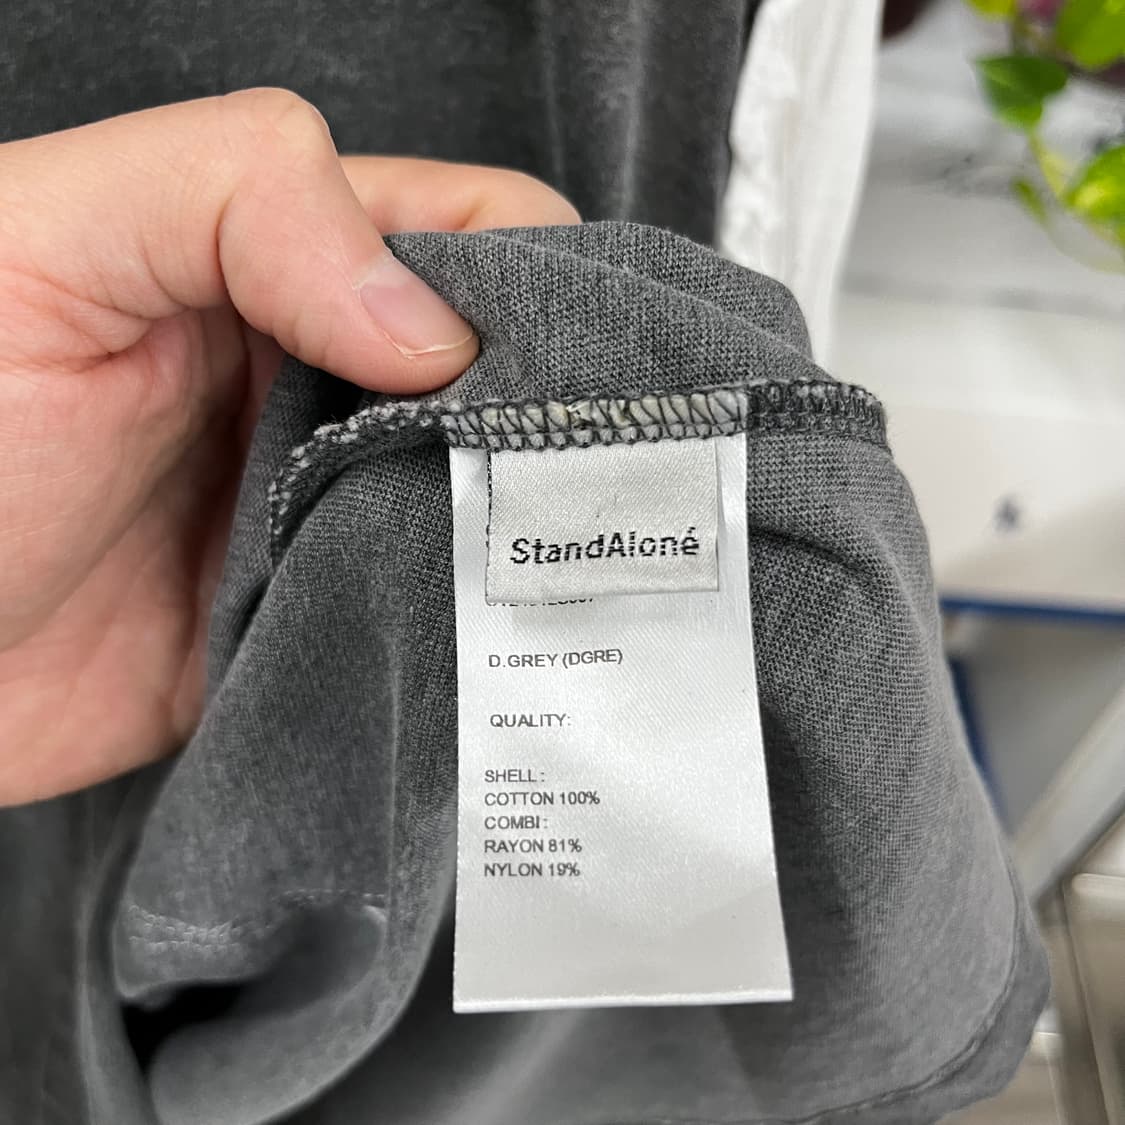 StandAloné
D.GREY (DGRE)
QUALITY:
SHELL :
COTTON 100%
COMBI :
RAYON 81%
NYLON 19%